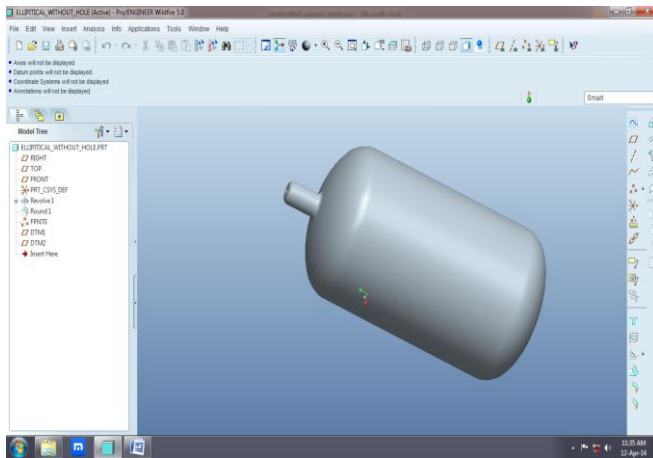 ELLIPITICAL_WITHOUT_HOLE (Active) - Pro/ENGINEER Wildfire 5.0
File Edit View Insert Analysis Info Applications Tools Window Help
Axes will not be displayed.
Datum points will not be displayed.
Coordinate Systems will not be displayed.
Annotations will not be displayed.
Smart
Model Tree
ELLIPITICAL_WITHOUT_HOLE.PRT
RIGHT
TOP
FRONT
PRT_CSYS_DEF
Revolve 1
Round 1
FPNT0
DTM1
DTM2
Insert Here
11:35 AM
12-Apr-14